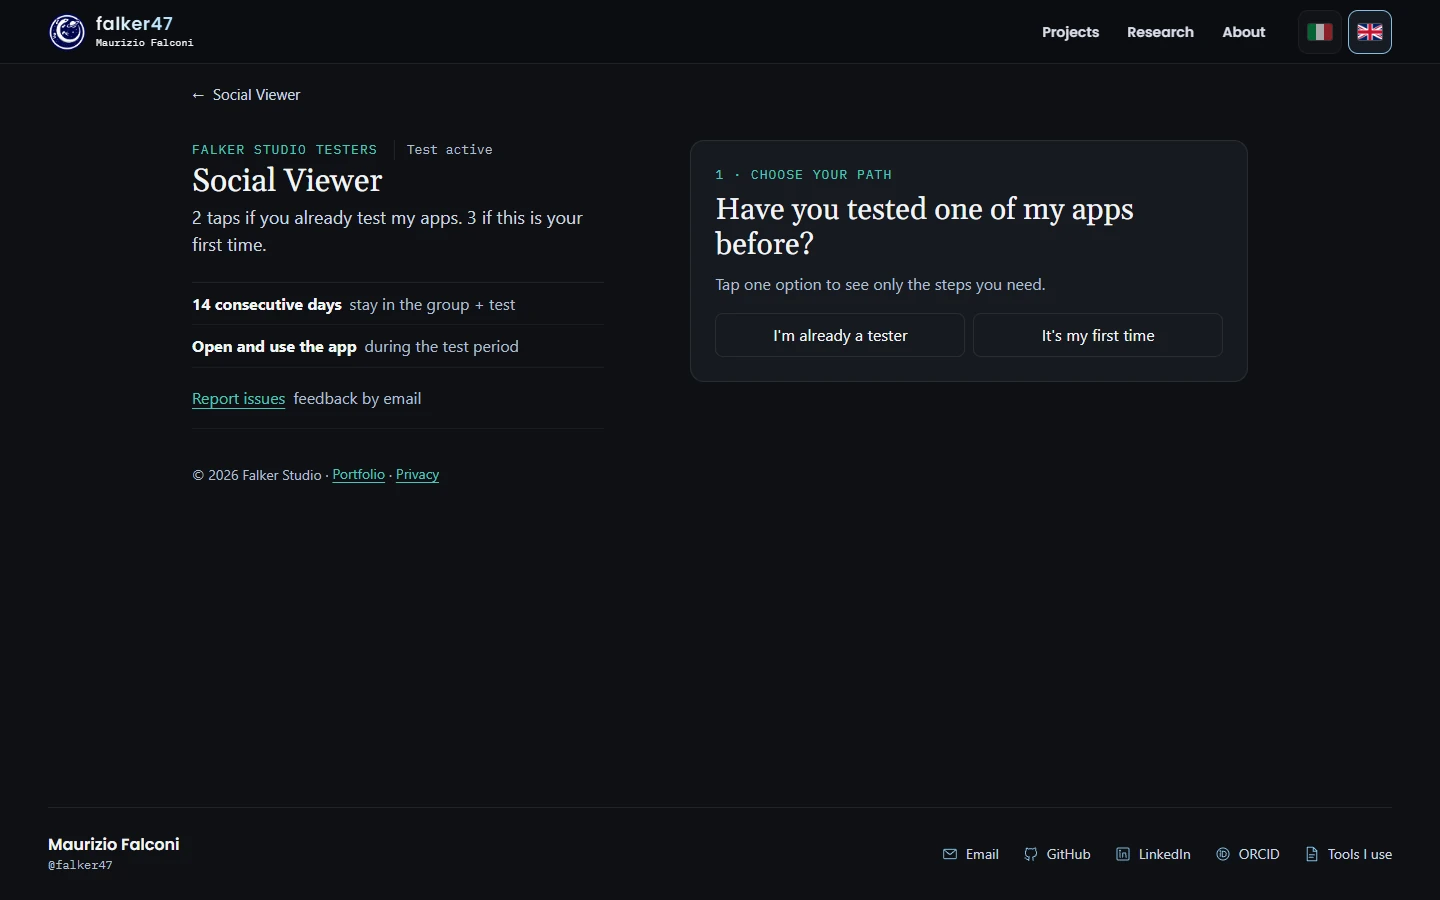 falker47
Maurizio Falconi
Projects
Research
About
← Social Viewer
FALKER STUDIO TESTERS
Test active
Social Viewer
2 taps if you already test my apps. 3 if this is your
first time.
14 consecutive days stay in the group + test
Open and use the app during the test period
Report issues feedback by email
© 2026 Falker Studio · Portfolio · Privacy
1 · CHOOSE YOUR PATH
Have you tested one of my apps
before?
Tap one option to see only the steps you need.
I'm already a tester
It's my first time
Maurizio Falconi
@falker47
Email
GitHub
LinkedIn
ORCID
Tools I use